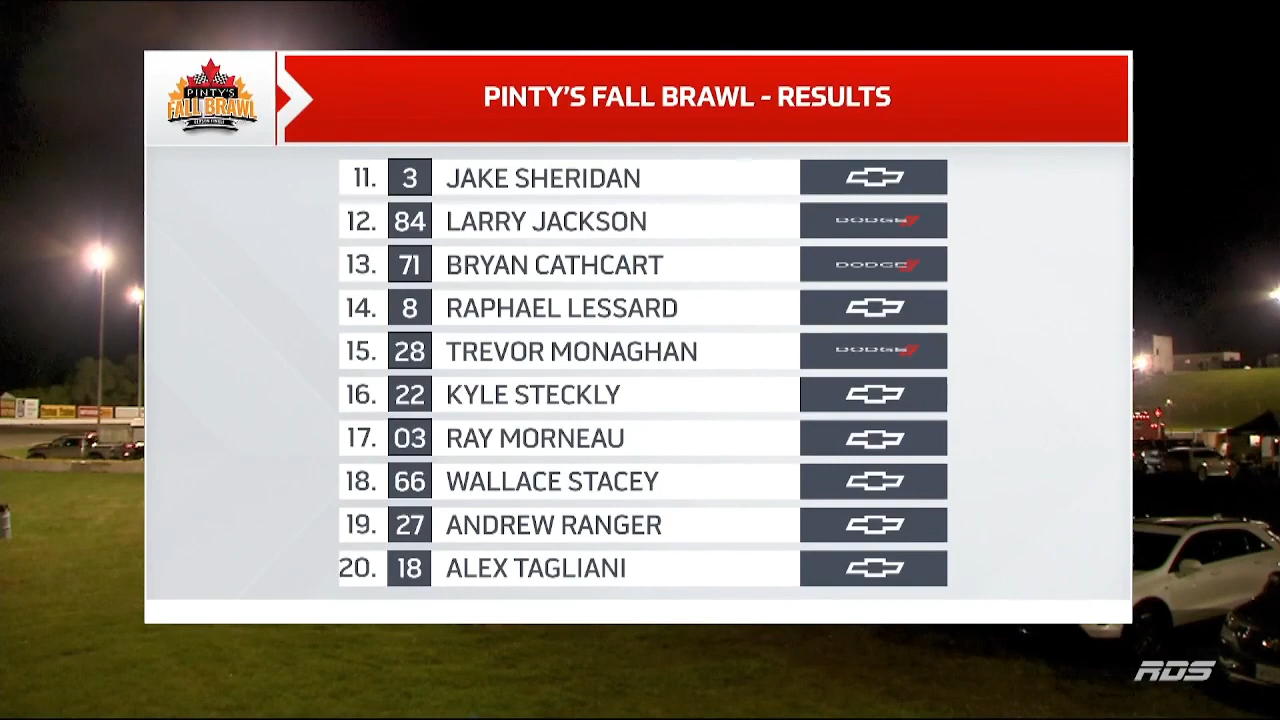 PINTY'S
FALL BRAWL
PINTY'S FALL BRAWL - RESULTS
11. 3 JAKE SHERIDAN
12. 84 LARRY JACKSON DODGE
13. 71 BRYAN CATHCART DODGE
14. 8 RAPHAEL LESSARD
15. 28 TREVOR MONAGHAN DODGE
16. 22 KYLE STECKLY
17. 03 RAY MORNEAU
18. 66 WALLACE STACEY
19. 27 ANDREW RANGER
20. 18 ALEX TAGLIANI
RDS